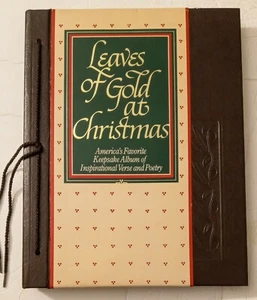 Leaves
of Gold
at
Christmas
America's Favorite
Keepsake Album of
Inspirational Verse and Poetry